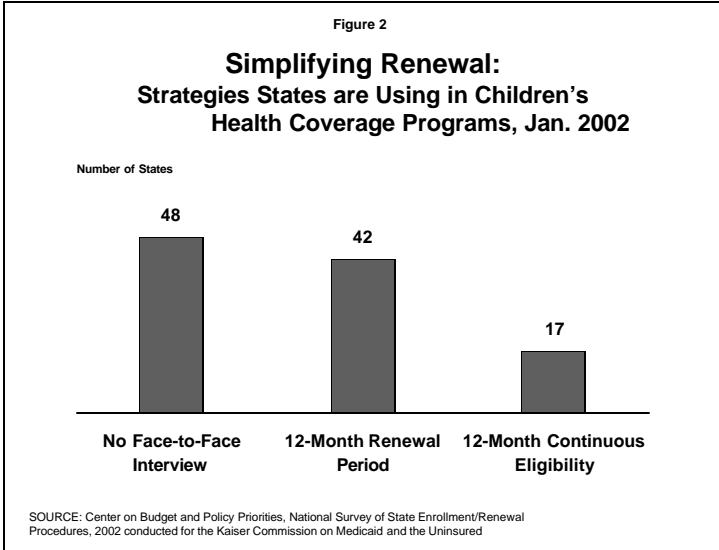 Figure 2
Simplifying Renewal:
Strategies States are Using in Children's
Health Coverage Programs, Jan. 2002
Number of States
48
42
17
No Face-to-Face
Interview
12-Month Renewal
Period
12-Month Continuous
Eligibility
SOURCE: Center on Budget and Policy Priorities, National Survey of State Enrollment/Renewal
Procedures, 2002 conducted for the Kaiser Commission on Medicaid and the Uninsured